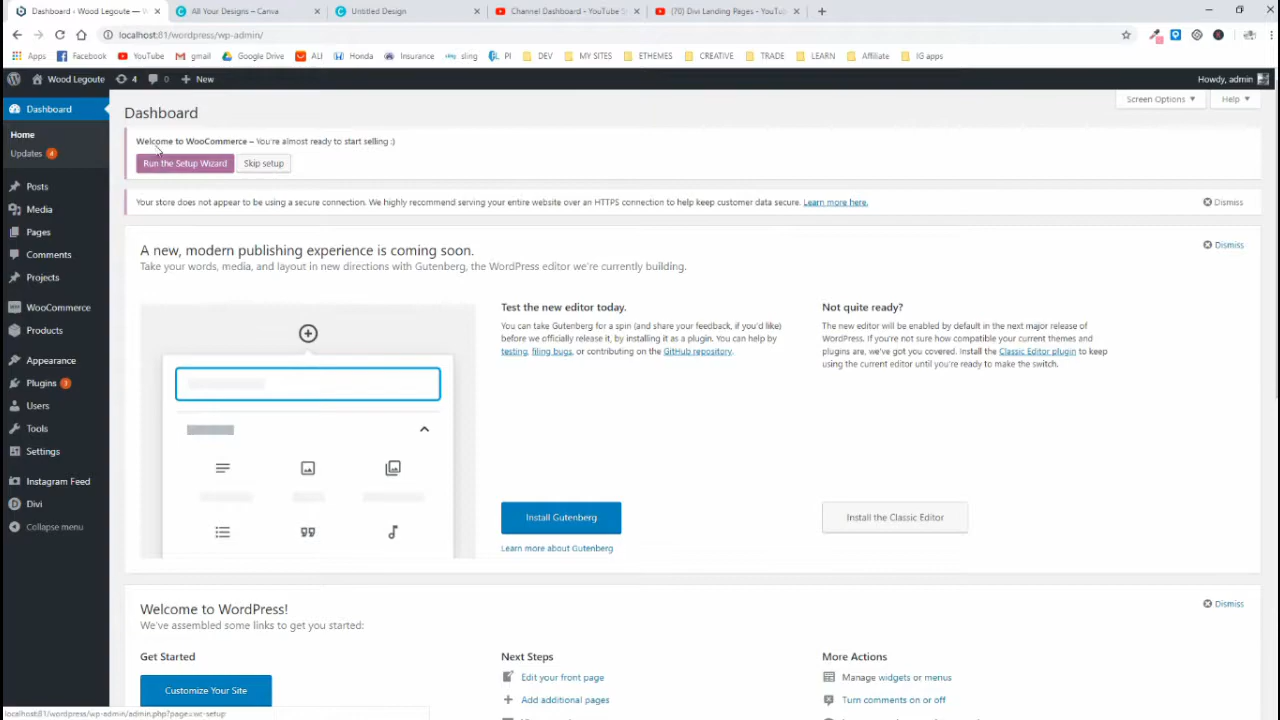 Dashboard ‹ Wood Legoute — W
All Your Designs – Canva
Untitled Design
Channel Dashboard - YouTube S
(70) Divi Landing Pages - YouTu
localhost:81/wordpress/wp-admin/
Apps
Facebook
YouTube
gmail
Google Drive
ALI
Honda
Insurance
sling
PI
DEV
MY SITES
ETHEMES
CREATIVE
TRADE
LEARN
Affiliate
IG apps
Wood Legoute
4
0
New
Howdy, admin
Dashboard
Home
Updates 4
Posts
Media
Pages
Comments
Projects
WooCommerce
Products
Appearance
Plugins 3
Users
Tools
Settings
Instagram Feed
Divi
Collapse menu
Screen Options
Help
Dashboard
Welcome to WooCommerce – You're almost ready to start selling :)
Run the Setup Wizard
Skip setup
Your store does not appear to be using a secure connection. We highly recommend serving your entire website over an HTTPS connection to help keep customer data secure. Learn more here.
Dismiss
A new, modern publishing experience is coming soon.
Dismiss
Take your words, media, and layout in new directions with Gutenberg, the WordPress editor we're currently building.
Test the new editor today.
You can take Gutenberg for a spin (and share your feedback, if you'd like)
before we officially release it, by installing it as a plugin. You can help by
testing, filing bugs, or contributing on the GitHub repository.
Install Gutenberg
Learn more about Gutenberg
Not quite ready?
The new editor will be enabled by default in the next major release of
WordPress. If you're not sure how compatible your current themes and
plugins are, we've got you covered. Install the Classic Editor plugin to keep
using the current editor until you're ready to make the switch.
Install the Classic Editor
Welcome to WordPress!
Dismiss
We've assembled some links to get you started:
Get Started
Customize Your Site
Next Steps
Edit your front page
Add additional pages
More Actions
Manage widgets or menus
Turn comments on or off
localhost:81/wordpress/wp-admin/admin.php?page=wc-setup